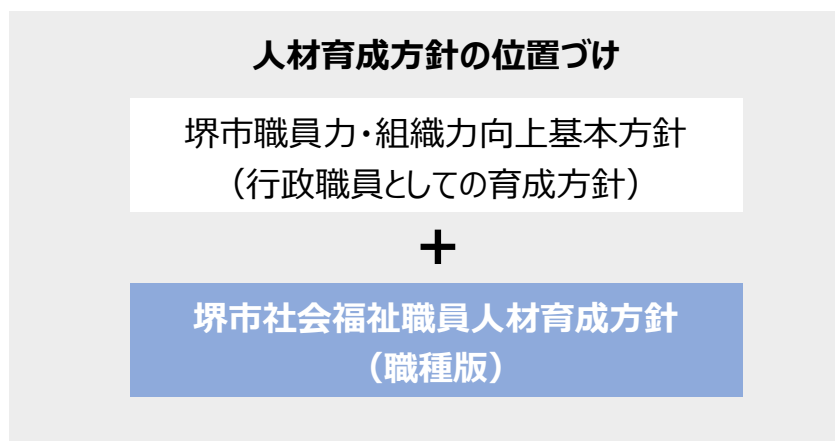 人材育成方針の位置づけ
堺市職員力・組織力向上基本方針
（行政職員としての育成方針）
+
堺市社会福祉職員人材育成方針
（職種版）